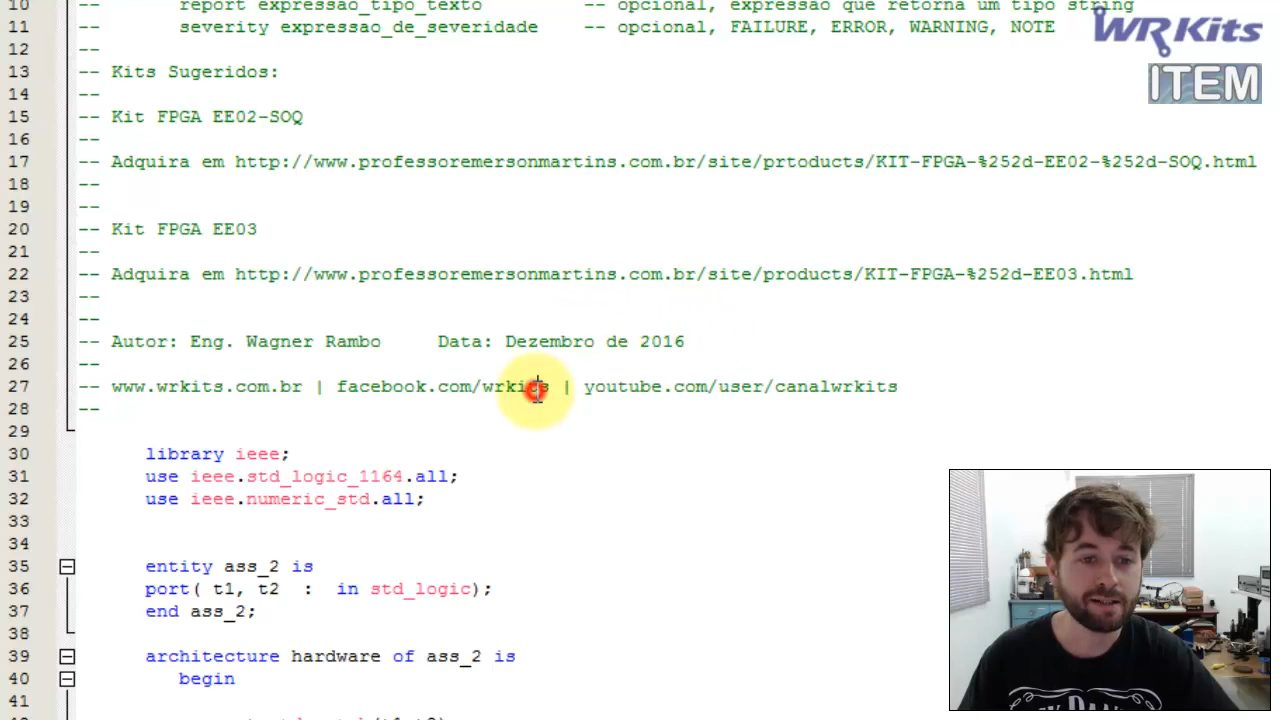 10 -- report expressao_tipo_texto -- opcional, expressao que retorna um tipo string
11 -- severity expressao_de_severidade -- opcional, FAILURE, ERROR, WARNING, NOTE
WR Kits
ITEM
12 --
13 -- Kits Sugeridos:
14 --
15 -- Kit FPGA EE02-SOQ
16 --
17 -- Adquira em http://www.professoremersonmartins.com.br/site/prtoducts/KIT-FPGA-%252d-EE02-%252d-SOQ.html
18 --
19 --
20 -- Kit FPGA EE03
21 --
22 -- Adquira em http://www.professoremersonmartins.com.br/site/products/KIT-FPGA-%252d-EE03.html
23 --
24 --
25 -- Autor: Eng. Wagner Rambo Data: Dezembro de 2016
26 --
27 -- www.wrkits.com.br | facebook.com/wrkits | youtube.com/user/canalwrkits
28 --
29
30 library ieee;
31 use ieee.std_logic_1164.all;
32 use ieee.numeric_std.all;
33
34
35 entity ass_2 is
36 port( t1, t2 : in std_logic);
37 end ass_2;
38
39 architecture hardware of ass_2 is
40 begin
41